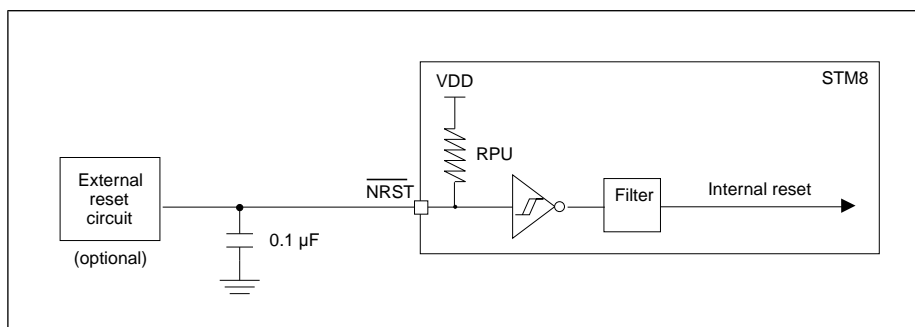 STM8
VDD
RPU
External
reset
circuit
(optional)
NRST
0.1 µF
Filter
Internal reset